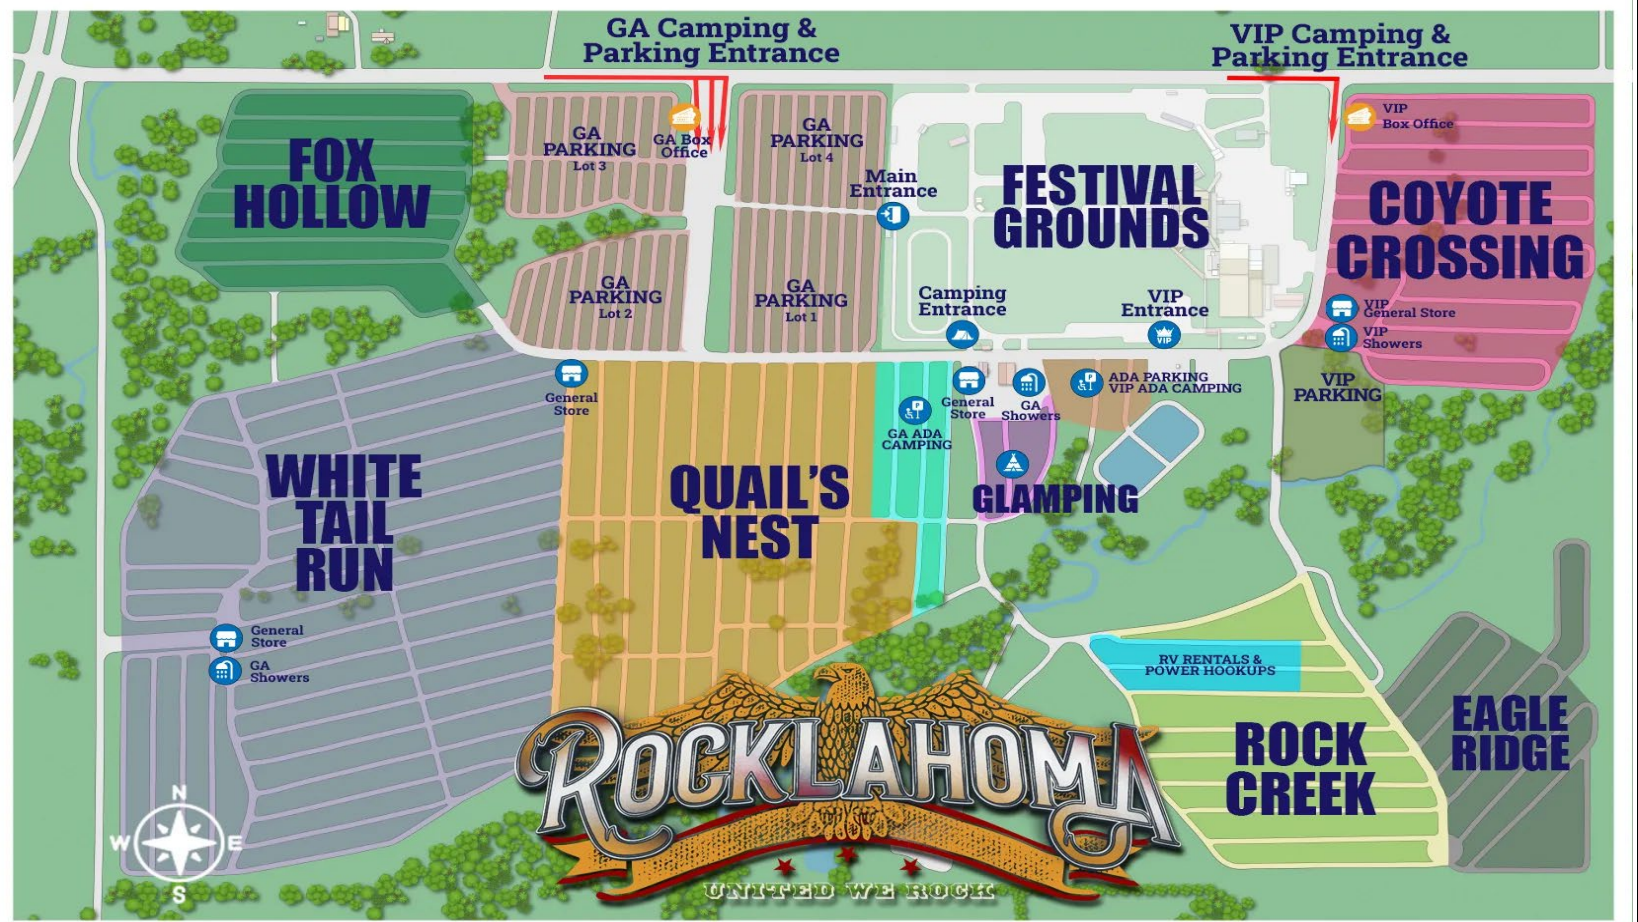 GA Camping &
Parking Entrance
VIP Camping &
Parking Entrance
FOX
HOLLOW
GA
PARKING
Lot 3
GA Box
Office
GA
PARKING
Lot 4
Main
Entrance
FESTIVAL
GROUNDS
VIP
Box Office
COYOTE
CROSSING
GA
PARKING
Lot 2
GA
PARKING
Lot 1
Camping
Entrance
VIP
Entrance
VIP
VIP
General Store
VIP
Showers
General
Store
P
GA ADA
CAMPING
General
Store
GA
Showers
P
ADA PARKING
VIP ADA CAMPING
VIP
PARKING
WHITE
TAIL
RUN
QUAIL'S
NEST
GLAMPING
General
Store
GA
Showers
RV RENTALS &
POWER HOOKUPS
ROCK
CREEK
EAGLE
RIDGE
N
W E
S
ROCKLAHOMA
UNITED WE ROCK